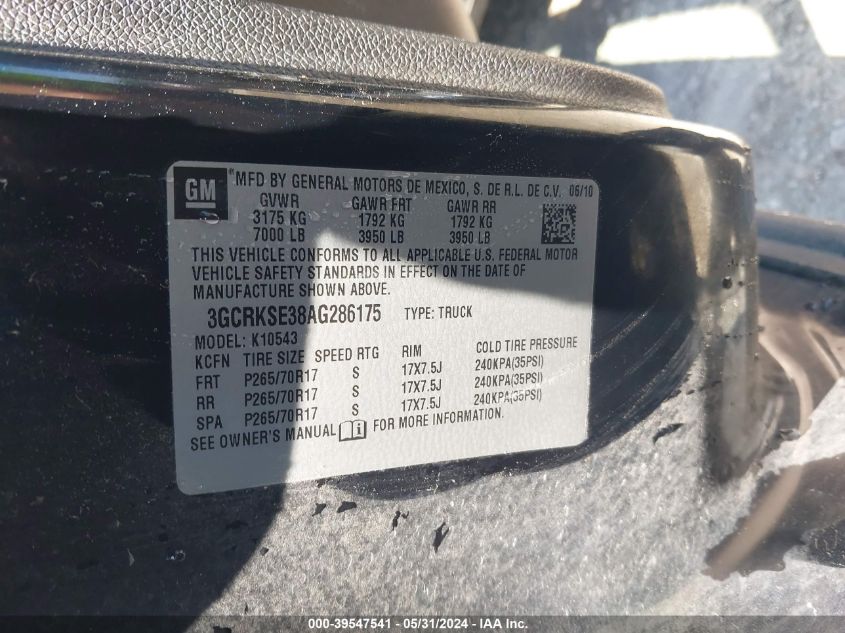 GM MFD BY GENERAL MOTORS DE MEXICO, S. DE R.L. DE C.V. 06/10
GVWR GAWR FRT GAWR RR
3175 KG 1792 KG 1792 KG
7000 LB 3950 LB 3950 LB
THIS VEHICLE CONFORMS TO ALL APPLICABLE U.S. FEDERAL MOTOR
VEHICLE SAFETY STANDARDS IN EFFECT ON THE DATE OF
MANUFACTURE SHOWN ABOVE.
3GCRKSE38AG286175 TYPE: TRUCK
MODEL: K10543
KCFN TIRE SIZE SPEED RTG RIM COLD TIRE PRESSURE
FRT P265/70R17 S 17X7.5J 240KPA(35PSI)
RR P265/70R17 S 17X7.5J 240KPA(35PSI)
SPA P265/70R17 S 17X7.5J 240KPA(35PSI)
SEE OWNER'S MANUAL i FOR MORE INFORMATION.
000-39547541 - 05/31/2024 - IAA Inc.